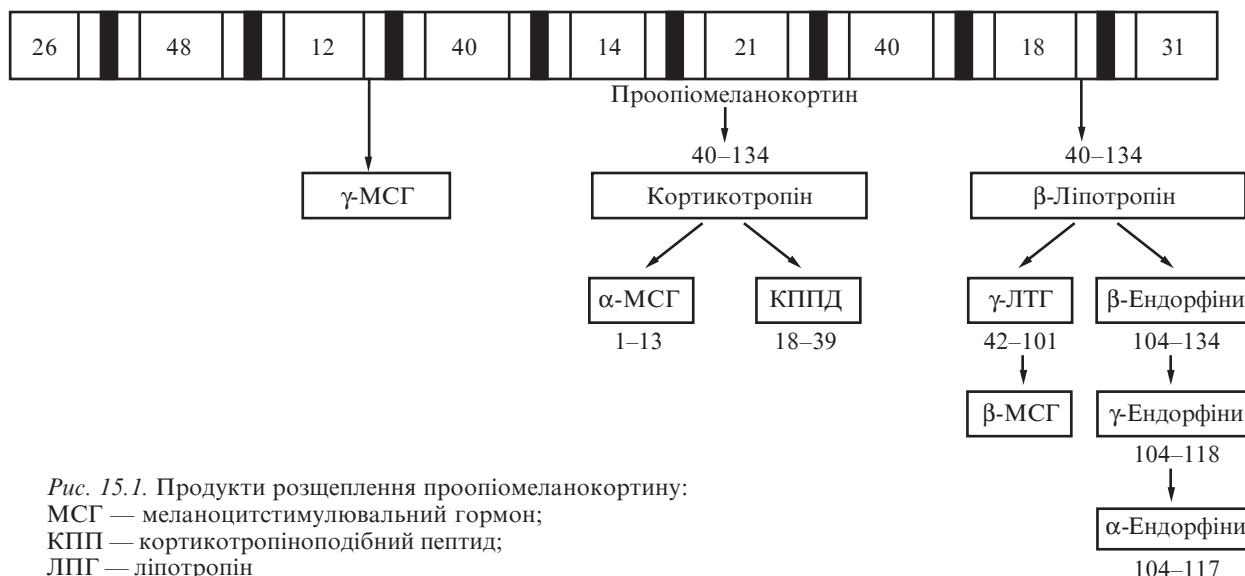 26 48 12 40 14 21 40 18 31
Проопіомеланокортин
40–134 40–134
γ-МСГ Кортикотропін β-Ліпотропін
α-МСГ КППД γ-ЛТГ β-Ендорфіни
1–13 18–39 42–101 104–134
β-МСГ γ-Ендорфіни
104–118
Рис. 15.1. Продукти розщеплення проопіомеланокортину:
МСГ — меланоцитстимулювальний гормон;
α-Ендорфіни
КПП — кортикотропіноподібний пептид;
ЛПГ — ліпотропін
104–117